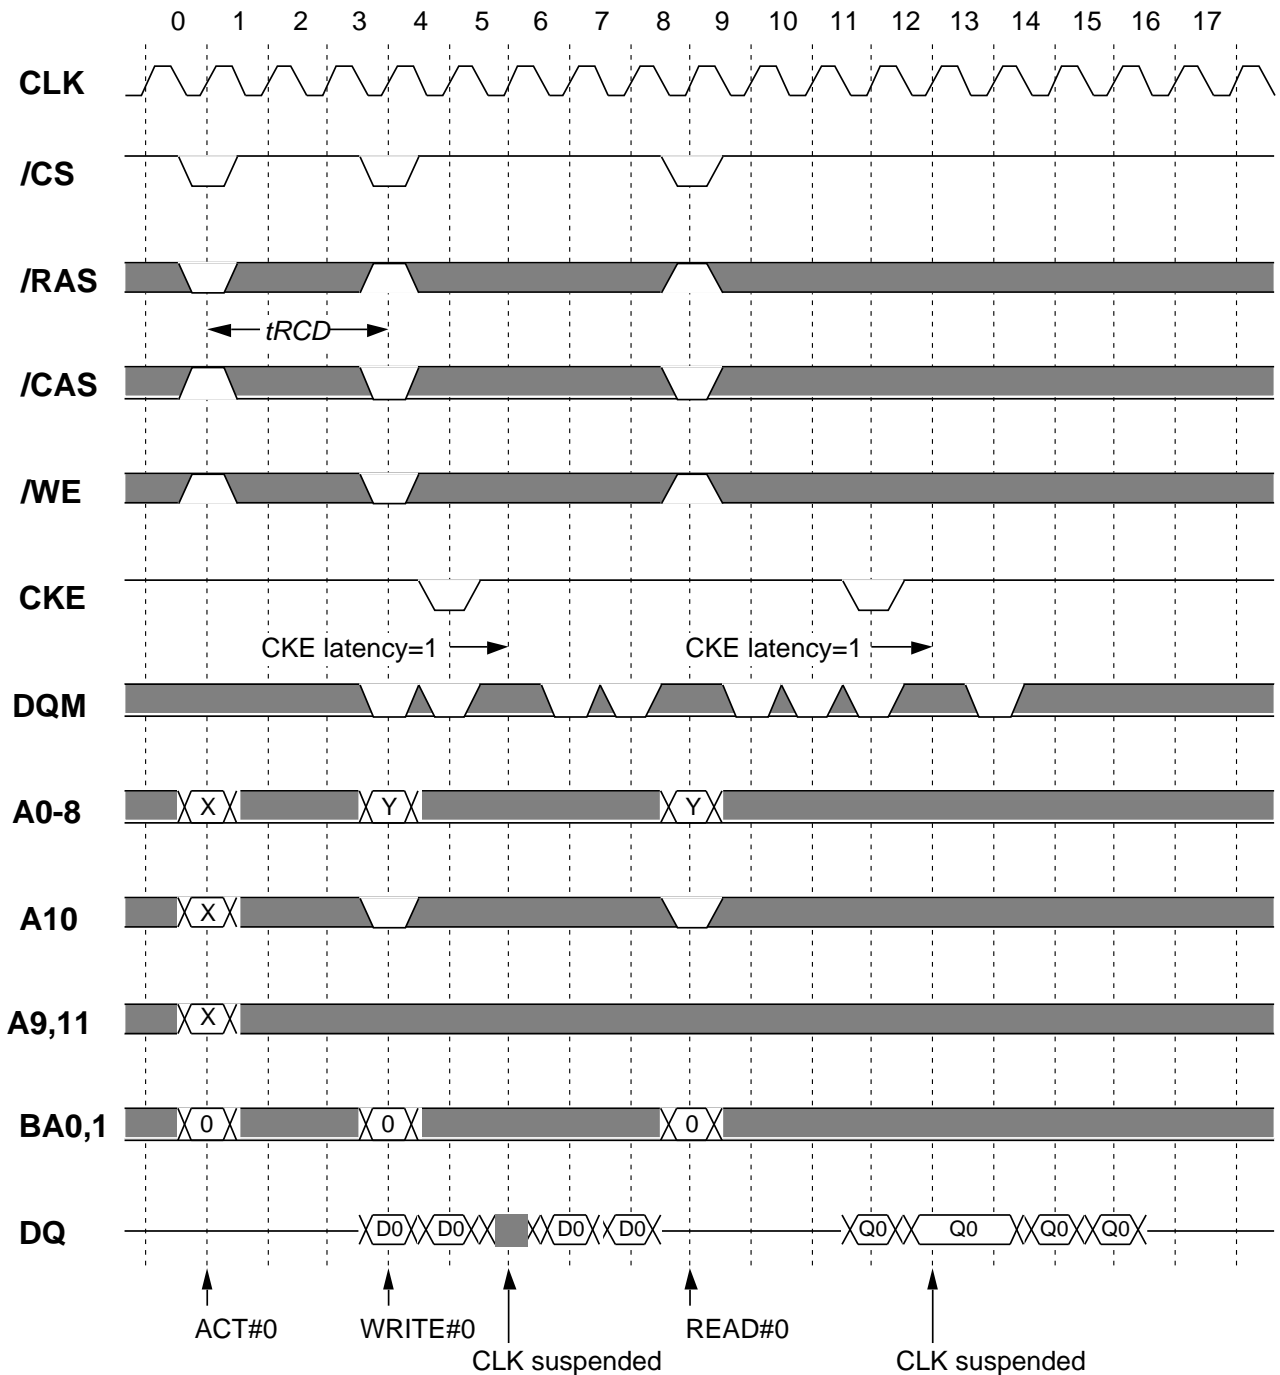 0 1 2 3 4 5 6 7 8 9 10 11 12 13 14 15 16 17
CLK
/CS
/RAS
tRCD
/CAS
/WE
CKE
CKE latency=1 CKE latency=1
DQM
A0-8 X Y Y
A10 X
A9,11 X
BA0,1 0 0 0
DQ D0 D0 D0 D0 Q0 Q0 Q0 Q0
ACT#0 WRITE#0 READ#0
CLK suspended CLK suspended